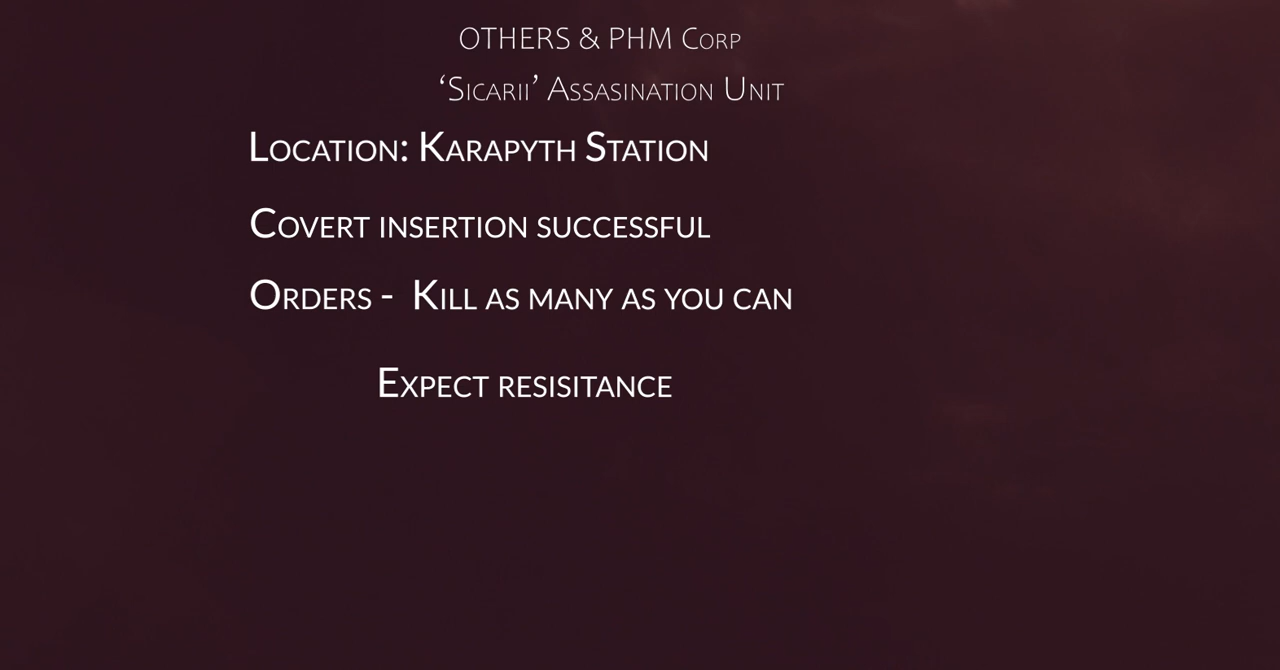 OTHERS & PHM Corp
‘Sicarii’ Assasination Unit
Location: Karapyth Station
Covert insertion successful
Orders - Kill as many as you can
Expect resisitance